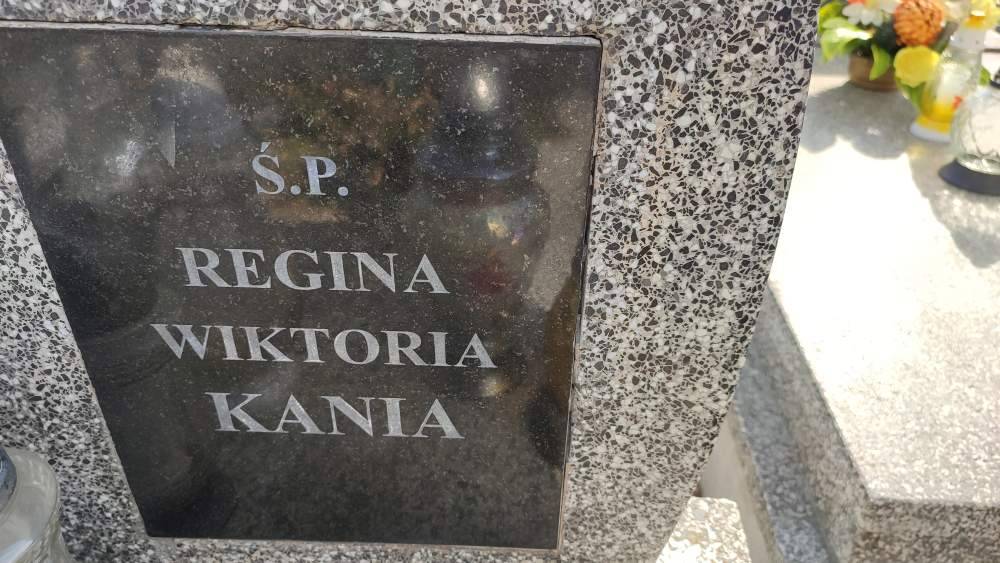 Ś.P.
REGINA
WIKTORIA
KANIA